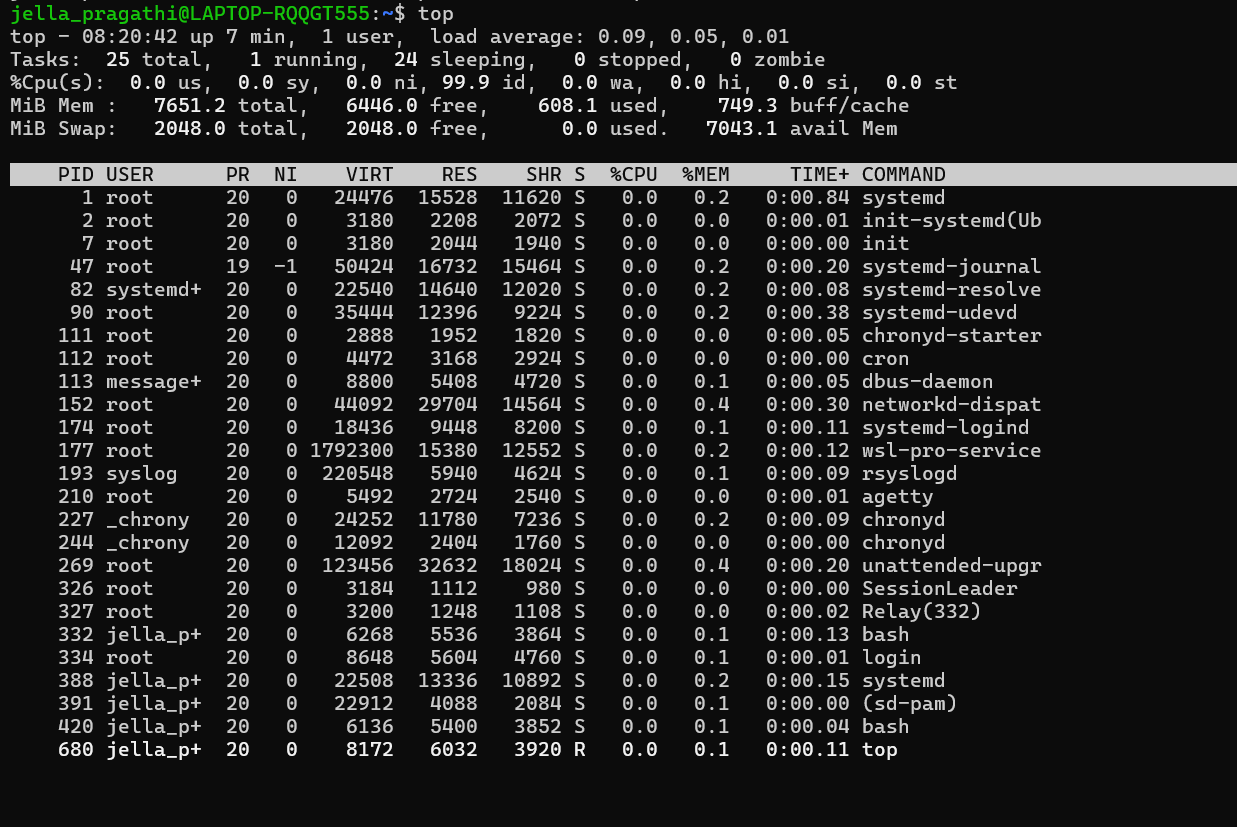 jella_pragathi@LAPTOP-RQQGT555:~$ top
top - 08:20:42 up 7 min,  1 user,  load average: 0.09, 0.05, 0.01
Tasks:  25 total,   1 running,  24 sleeping,   0 stopped,   0 zombie
%Cpu(s):  0.0 us,  0.0 sy,  0.0 ni, 99.9 id,  0.0 wa,  0.0 hi,  0.0 si,  0.0 st
MiB Mem :   7651.2 total,   6446.0 free,    608.1 used,    749.3 buff/cache
MiB Swap:   2048.0 total,   2048.0 free,      0.0 used.   7043.1 avail Mem
    PID USER      PR  NI    VIRT    RES    SHR S  %CPU  %MEM     TIME+ COMMAND
      1 root      20   0   24476  15528  11620 S   0.0   0.2   0:00.84 systemd
      2 root      20   0    3180   2208   2072 S   0.0   0.0   0:00.01 init-systemd(Ub
      7 root      20   0    3180   2044   1940 S   0.0   0.0   0:00.00 init
     47 root      19  -1   50424  16732  15464 S   0.0   0.2   0:00.20 systemd-journal
     82 systemd+  20   0   22540  14640  12020 S   0.0   0.2   0:00.08 systemd-resolve
     90 root      20   0   35444  12396   9224 S   0.0   0.2   0:00.38 systemd-udevd
    111 root      20   0    2888   1952   1820 S   0.0   0.0   0:00.05 chronyd-starter
    112 root      20   0    4472   3168   2924 S   0.0   0.0   0:00.00 cron
    113 message+  20   0    8800   5408   4720 S   0.0   0.1   0:00.05 dbus-daemon
    152 root      20   0   44092  29704  14564 S   0.0   0.4   0:00.30 networkd-dispat
    174 root      20   0   18436   9448   8200 S   0.0   0.1   0:00.11 systemd-logind
    177 root      20   0 1792300  15380  12552 S   0.0   0.2   0:00.12 wsl-pro-service
    193 syslog    20   0  220548   5940   4624 S   0.0   0.1   0:00.09 rsyslogd
    210 root      20   0    5492   2724   2540 S   0.0   0.0   0:00.01 agetty
    227 _chrony   20   0   24252  11780   7236 S   0.0   0.2   0:00.09 chronyd
    244 _chrony   20   0   12092   2404   1760 S   0.0   0.0   0:00.00 chronyd
    269 root      20   0  123456  32632  18024 S   0.0   0.4   0:00.20 unattended-upgr
    326 root      20   0    3184   1112    980 S   0.0   0.0   0:00.00 SessionLeader
    327 root      20   0    3200   1248   1108 S   0.0   0.0   0:00.02 Relay(332)
    332 jella_p+  20   0    6268   5536   3864 S   0.0   0.1   0:00.13 bash
    334 root      20   0    8648   5604   4760 S   0.0   0.1   0:00.01 login
    388 jella_p+  20   0   22508  13336  10892 S   0.0   0.2   0:00.15 systemd
    391 jella_p+  20   0   22912   4088   2084 S   0.0   0.1   0:00.00 (sd-pam)
    420 jella_p+  20   0    6136   5400   3852 S   0.0   0.1   0:00.04 bash
    680 jella_p+  20   0    8172   6032   3920 R   0.0   0.1   0:00.11 top